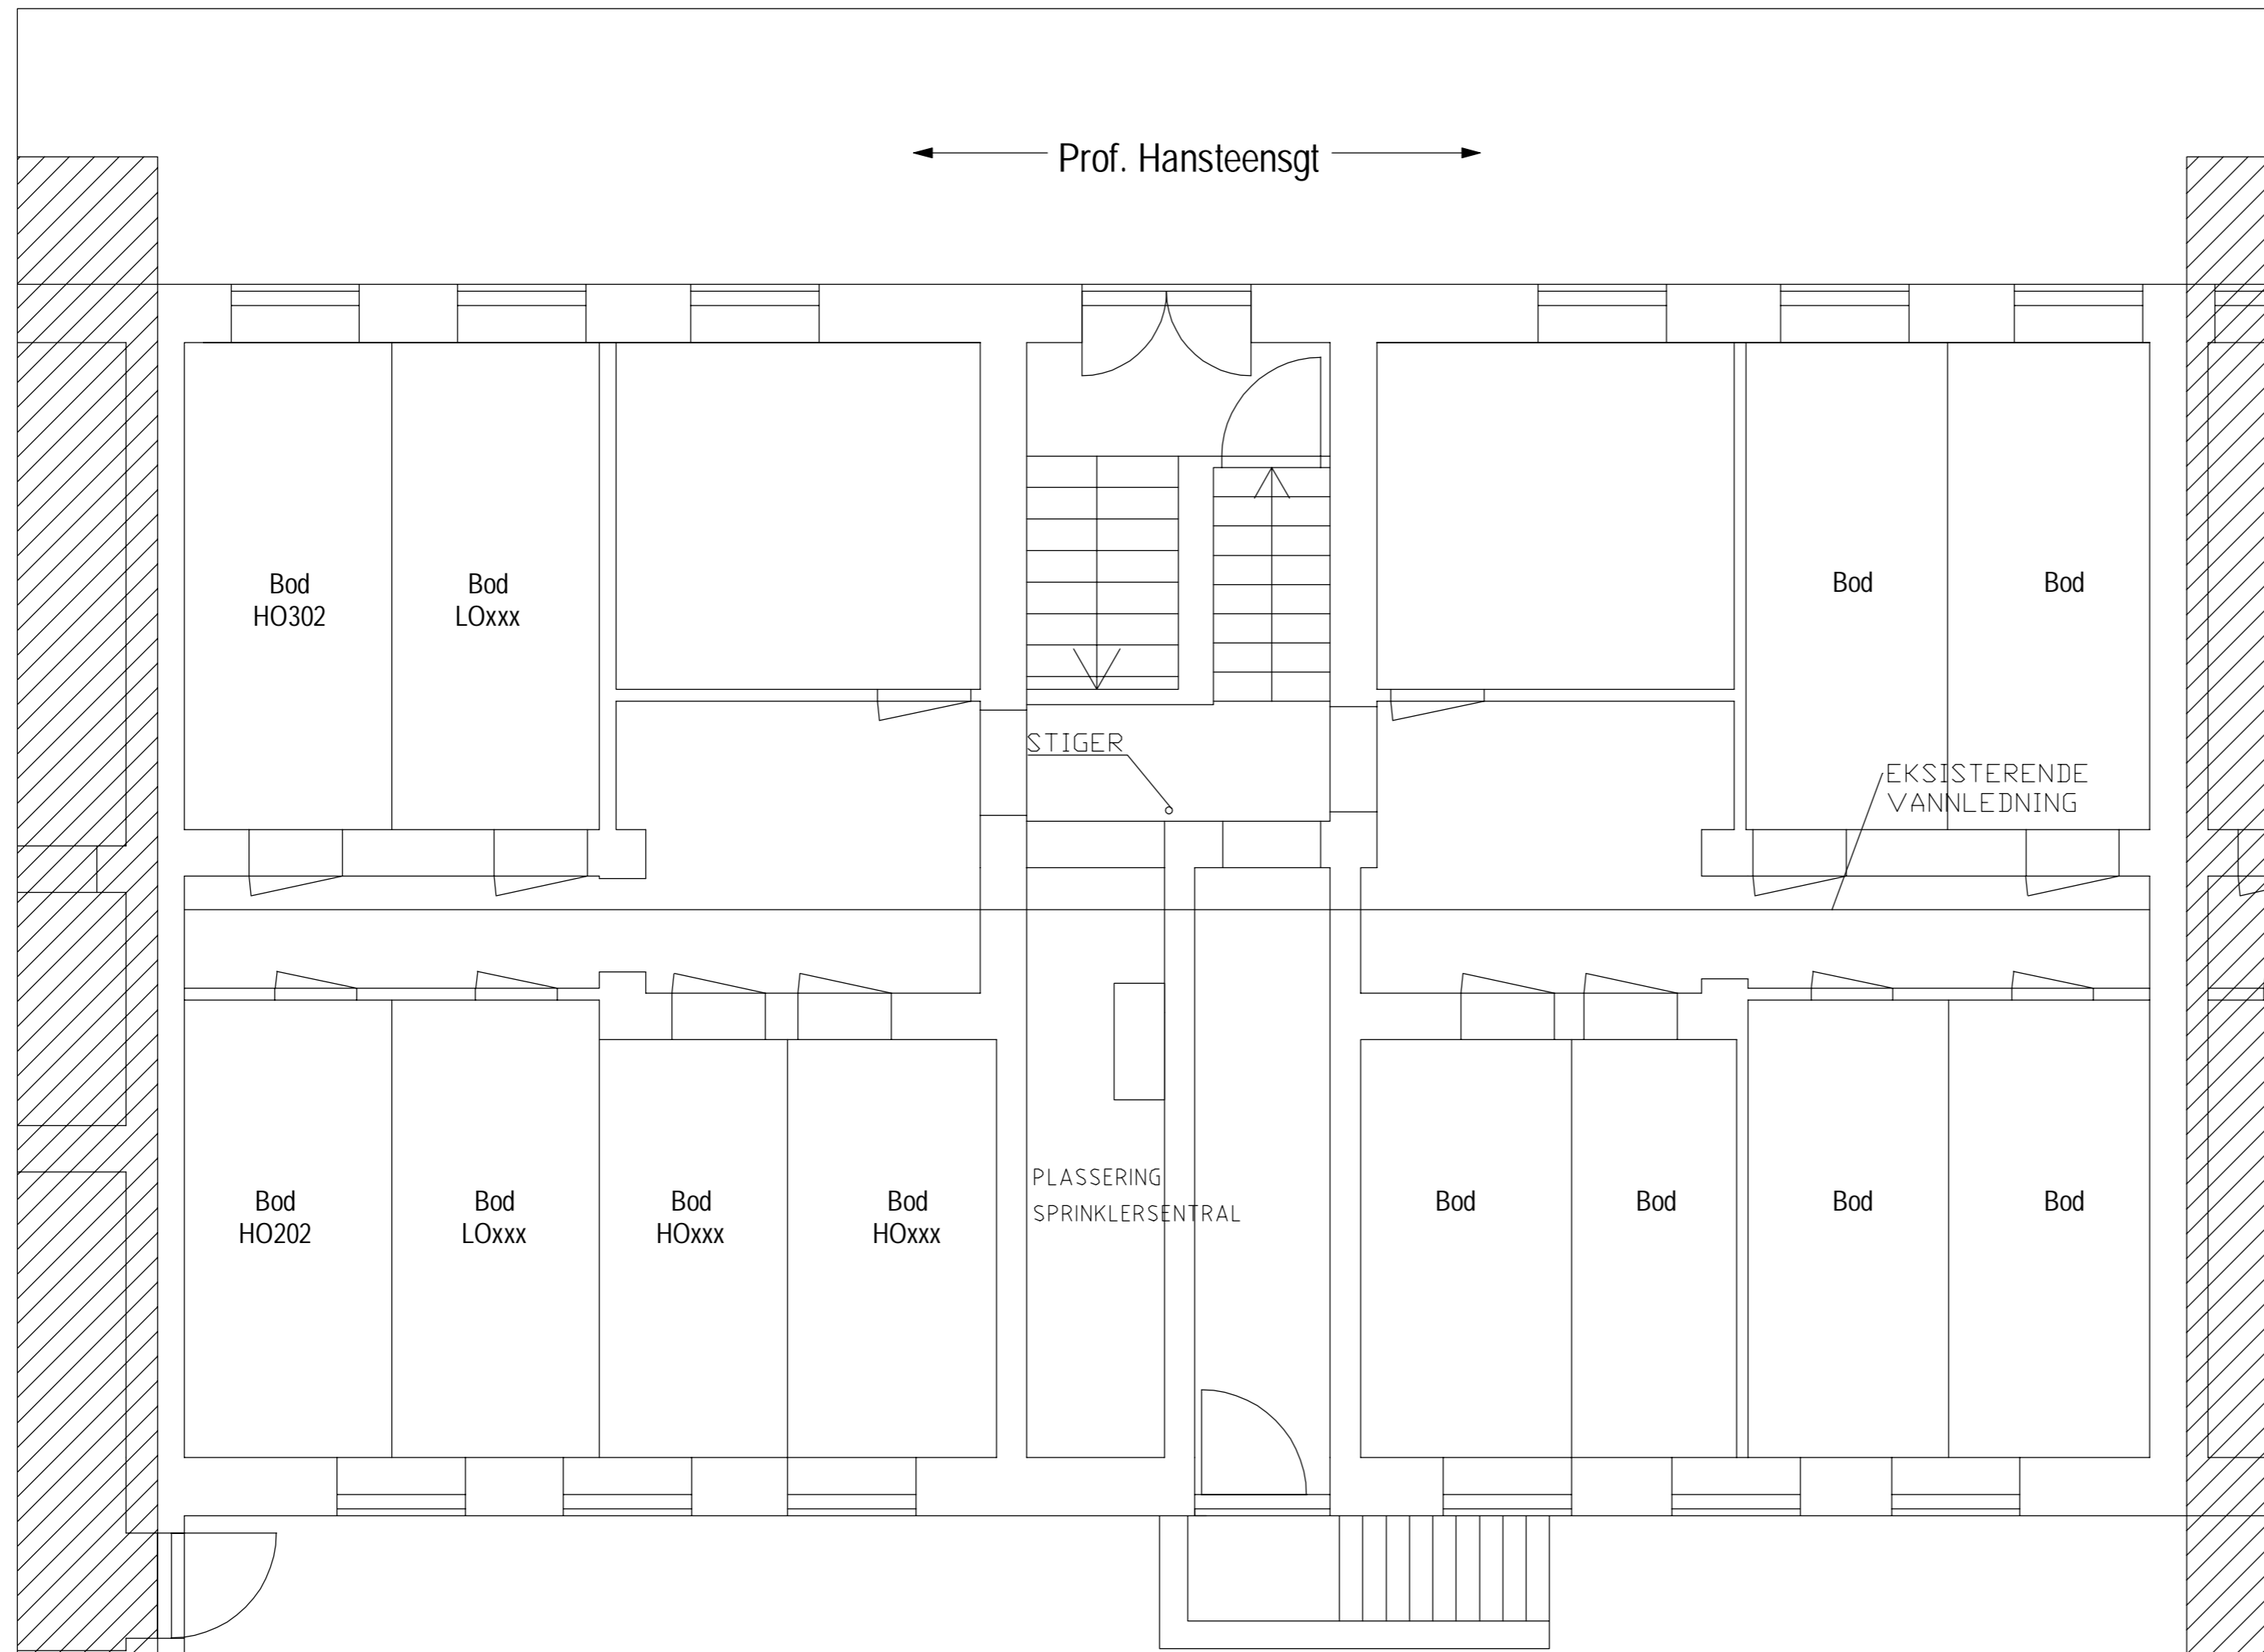 Prof. Hansteensgt
Bod
HO302
Bod
LOxxx
Bod
Bod
STIGER
EKSISTERENDE
VANNLEDNING
PLASSERING
SPRINKLERSENTRAL
Bod
HO202
Bod
LOxxx
Bod
HOxxx
Bod
HOxxx
Bod
Bod
Bod
Bod